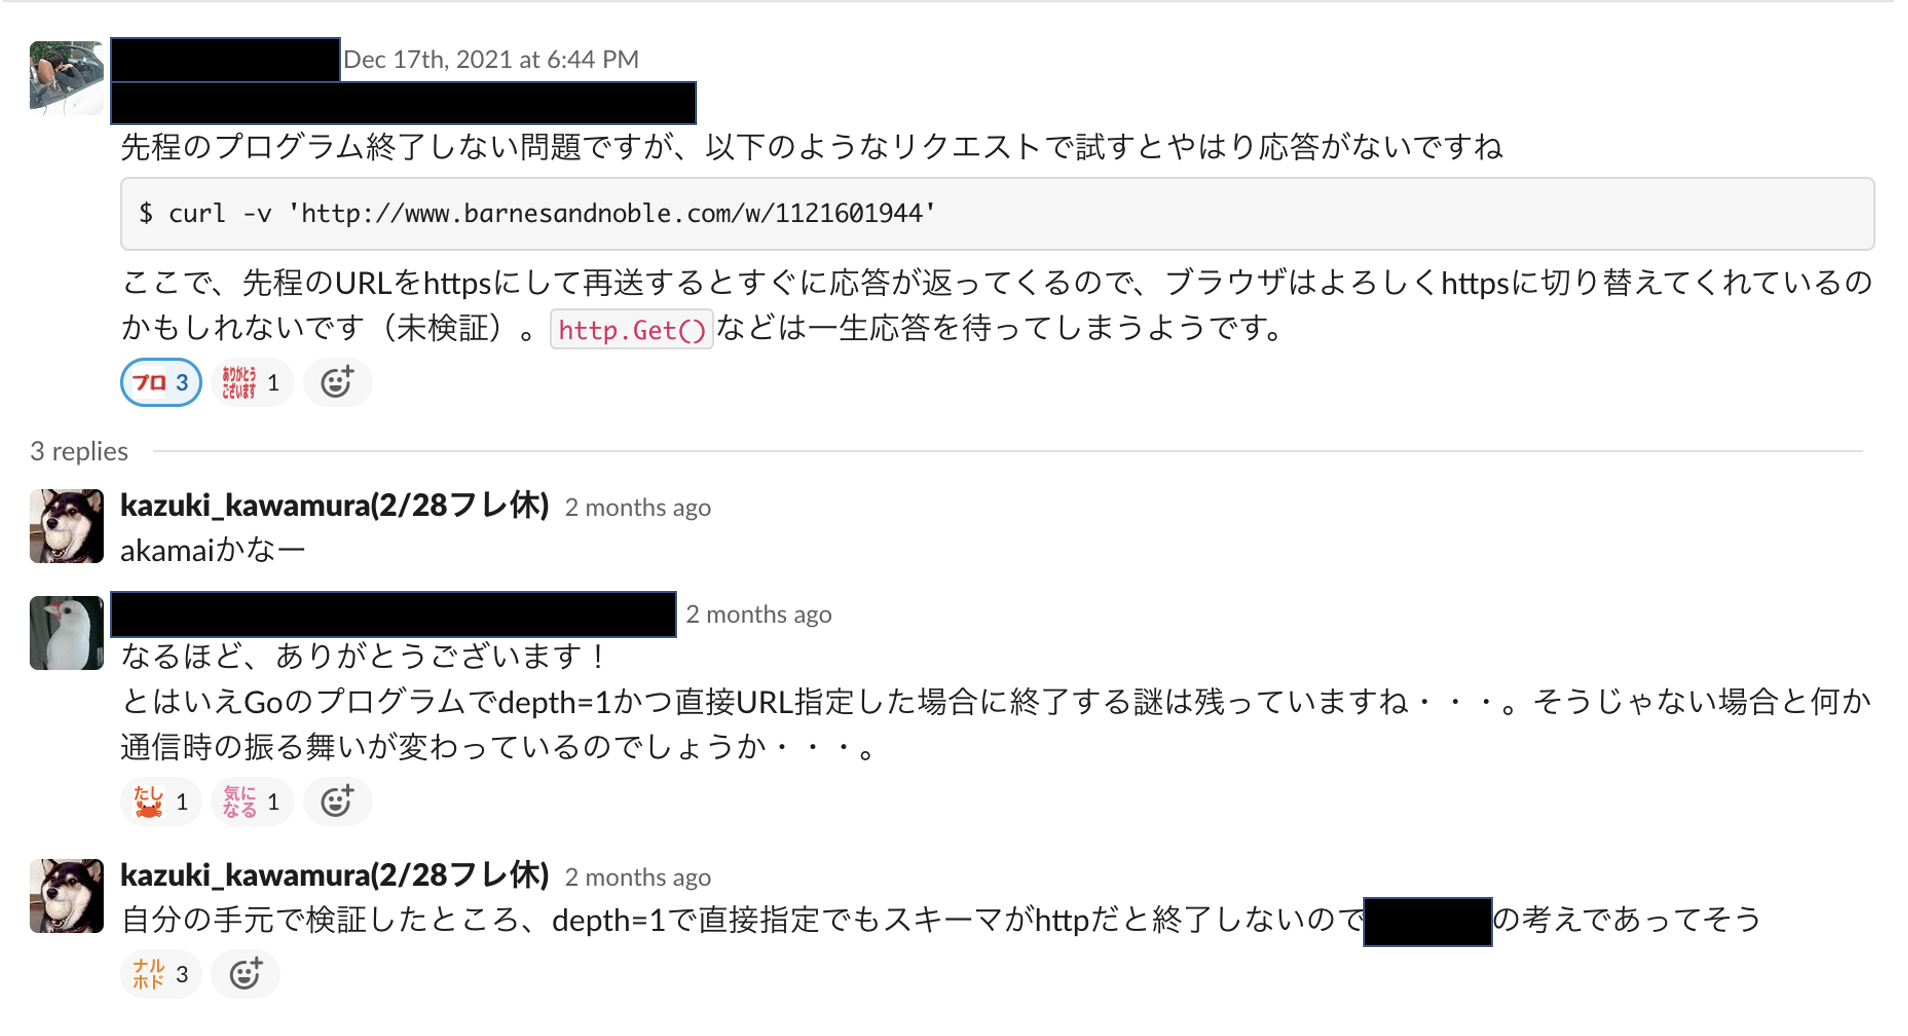 Dec 17th, 2021 at 6:44 PM
先程のプログラム終了しない問題ですが、以下のようなリクエストで試すとやはり応答がないですね
$ curl -v 'http://www.barnesandnoble.com/w/1121601944'
ここで、先程のURLをhttpsにして再送するとすぐに応答が返ってくるので、ブラウザはよろしくhttpsに切り替えてくれているの
かもしれないです（未検証）。http.Get()などは一生応答を待ってしまうようです。
プロ 3 ありがとうございます 1
3 replies
kazuki_kawamura(2/28フレ休) 2 months ago
akamaiかなー
2 months ago
なるほど、ありがとうございます！
とはいえGoのプログラムでdepth=1かつ直接URL指定した場合に終了する謎は残っていますね・・・。そうじゃない場合と何か
通信時の振る舞いが変わっているのでしょうか・・・。
たし 1 気になる 1
kazuki_kawamura(2/28フレ休) 2 months ago
自分の手元で検証したところ、depth=1で直接指定でもスキーマがhttpだと終了しないので の考えであってそう
ナルホド 3